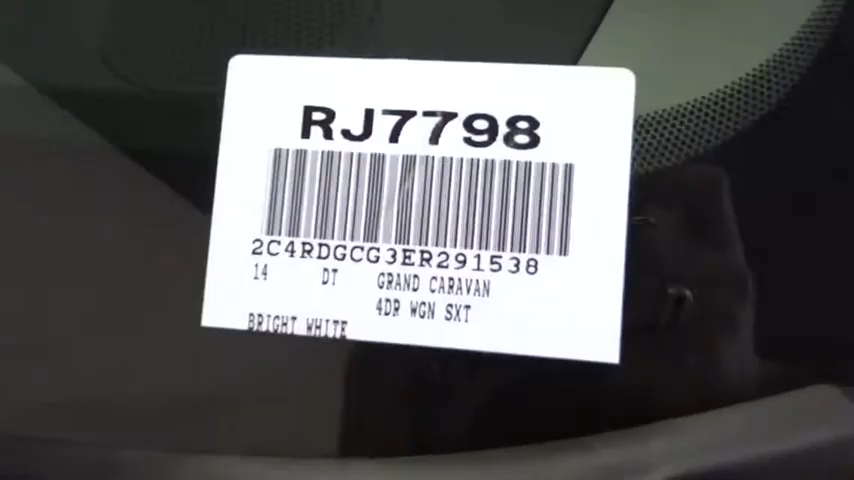 RJ7798
2C4RDGCG3ER291538
14 DT GRAND CARAVAN
4DR WGN SXT
BRIGHT WHITE